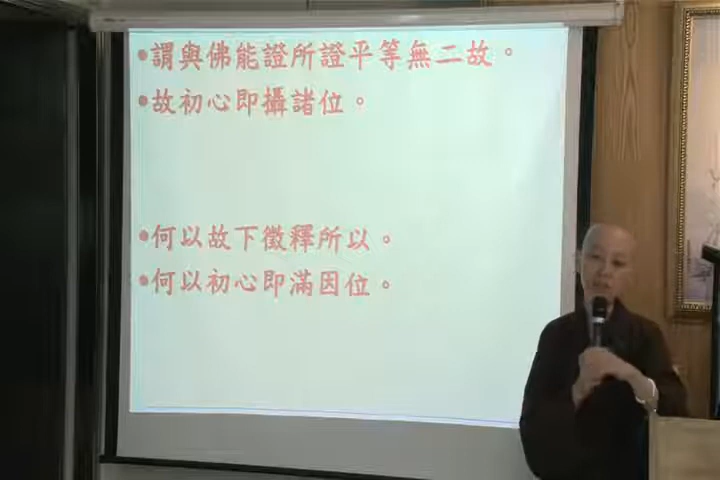 •謂與佛能證所證平等無二故。
•故初心即攝諸位。
•何以故下徵釋所以。
•何以初心即滿因位。